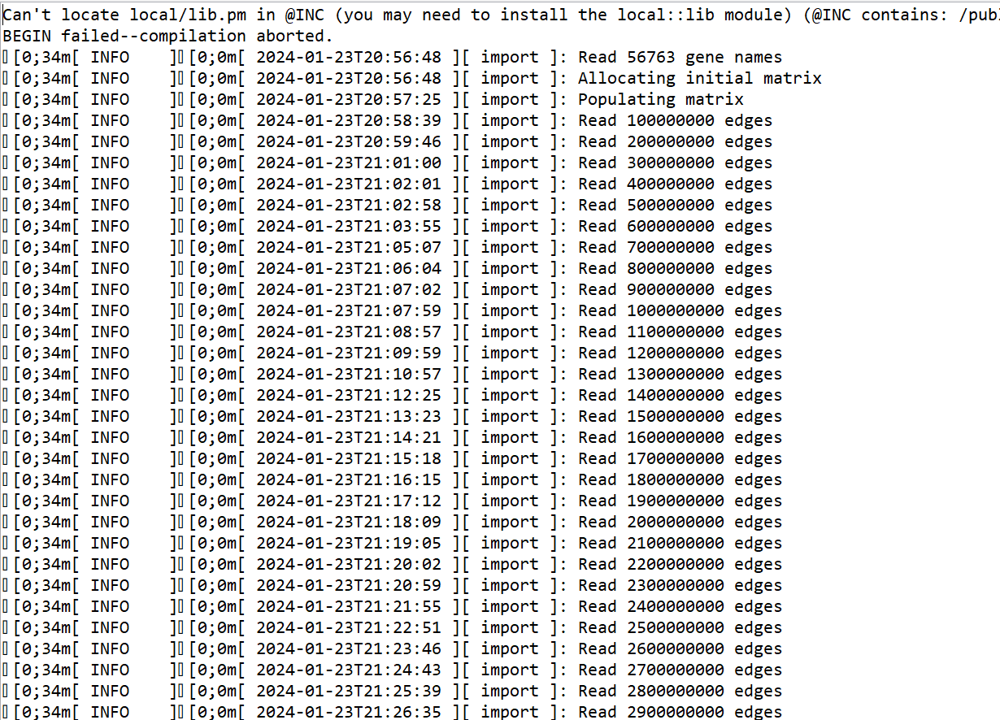 Can't locate local/lib.pm in @INC (you may need to install the local::lib module) (@INC contains: /pub
BEGIN failed--compilation aborted.
[0;34m[ INFO    ][0;0m[ 2024-01-23T20:56:48 ][ import ]: Read 56763 gene names
[0;34m[ INFO    ][0;0m[ 2024-01-23T20:56:48 ][ import ]: Allocating initial matrix
[0;34m[ INFO    ][0;0m[ 2024-01-23T20:57:25 ][ import ]: Populating matrix
[0;34m[ INFO    ][0;0m[ 2024-01-23T20:58:39 ][ import ]: Read 100000000 edges
[0;34m[ INFO    ][0;0m[ 2024-01-23T20:59:46 ][ import ]: Read 200000000 edges
[0;34m[ INFO    ][0;0m[ 2024-01-23T21:01:00 ][ import ]: Read 300000000 edges
[0;34m[ INFO    ][0;0m[ 2024-01-23T21:02:01 ][ import ]: Read 400000000 edges
[0;34m[ INFO    ][0;0m[ 2024-01-23T21:02:58 ][ import ]: Read 500000000 edges
[0;34m[ INFO    ][0;0m[ 2024-01-23T21:03:55 ][ import ]: Read 600000000 edges
[0;34m[ INFO    ][0;0m[ 2024-01-23T21:05:07 ][ import ]: Read 700000000 edges
[0;34m[ INFO    ][0;0m[ 2024-01-23T21:06:04 ][ import ]: Read 800000000 edges
[0;34m[ INFO    ][0;0m[ 2024-01-23T21:07:02 ][ import ]: Read 900000000 edges
[0;34m[ INFO    ][0;0m[ 2024-01-23T21:07:59 ][ import ]: Read 1000000000 edges
[0;34m[ INFO    ][0;0m[ 2024-01-23T21:08:57 ][ import ]: Read 1100000000 edges
[0;34m[ INFO    ][0;0m[ 2024-01-23T21:09:59 ][ import ]: Read 1200000000 edges
[0;34m[ INFO    ][0;0m[ 2024-01-23T21:10:57 ][ import ]: Read 1300000000 edges
[0;34m[ INFO    ][0;0m[ 2024-01-23T21:12:25 ][ import ]: Read 1400000000 edges
[0;34m[ INFO    ][0;0m[ 2024-01-23T21:13:23 ][ import ]: Read 1500000000 edges
[0;34m[ INFO    ][0;0m[ 2024-01-23T21:14:21 ][ import ]: Read 1600000000 edges
[0;34m[ INFO    ][0;0m[ 2024-01-23T21:15:18 ][ import ]: Read 1700000000 edges
[0;34m[ INFO    ][0;0m[ 2024-01-23T21:16:15 ][ import ]: Read 1800000000 edges
[0;34m[ INFO    ][0;0m[ 2024-01-23T21:17:12 ][ import ]: Read 1900000000 edges
[0;34m[ INFO    ][0;0m[ 2024-01-23T21:18:09 ][ import ]: Read 2000000000 edges
[0;34m[ INFO    ][0;0m[ 2024-01-23T21:19:05 ][ import ]: Read 2100000000 edges
[0;34m[ INFO    ][0;0m[ 2024-01-23T21:20:02 ][ import ]: Read 2200000000 edges
[0;34m[ INFO    ][0;0m[ 2024-01-23T21:20:59 ][ import ]: Read 2300000000 edges
[0;34m[ INFO    ][0;0m[ 2024-01-23T21:21:55 ][ import ]: Read 2400000000 edges
[0;34m[ INFO    ][0;0m[ 2024-01-23T21:22:51 ][ import ]: Read 2500000000 edges
[0;34m[ INFO    ][0;0m[ 2024-01-23T21:23:46 ][ import ]: Read 2600000000 edges
[0;34m[ INFO    ][0;0m[ 2024-01-23T21:24:43 ][ import ]: Read 2700000000 edges
[0;34m[ INFO    ][0;0m[ 2024-01-23T21:25:39 ][ import ]: Read 2800000000 edges
[0;34m[ INFO    ][0;0m[ 2024-01-23T21:26:35 ][ import ]: Read 2900000000 edges